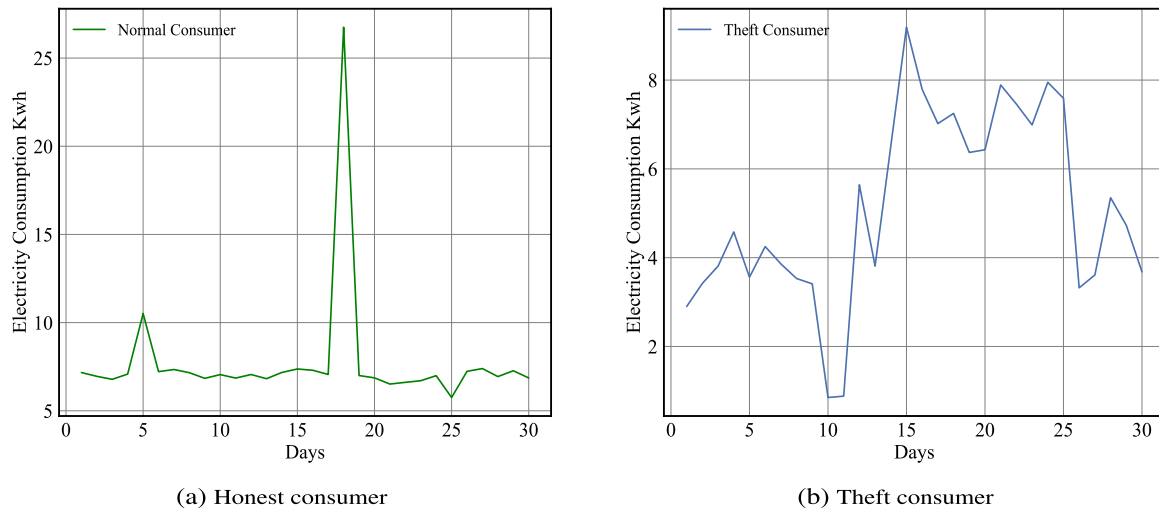 Normal Consumer
Electricity Consumption Kwh
25
20
15
10
5
0 5 10 15 20 25 30
Days
(a) Honest consumer
Theft Consumer
Electricity Consumption Kwh
8
6
4
2
0 5 10 15 20 25 30
Days
(b) Theft consumer